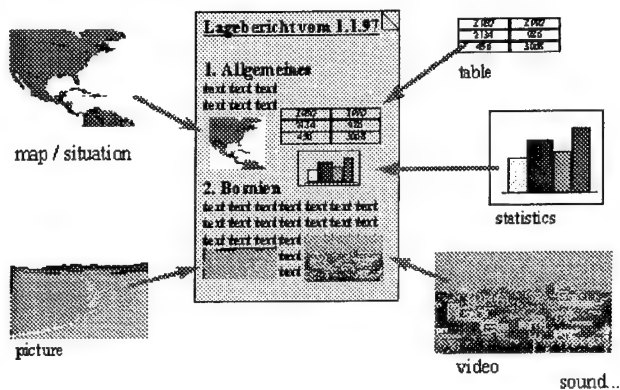 Lagebericht vom 1.1.97
1. Allgemeines
text text text
text text text
2. Bosnien
text text text text text text text
text text text text text text text
text text text text
text
text
map / situation
picture
table
statistics
video
sound...